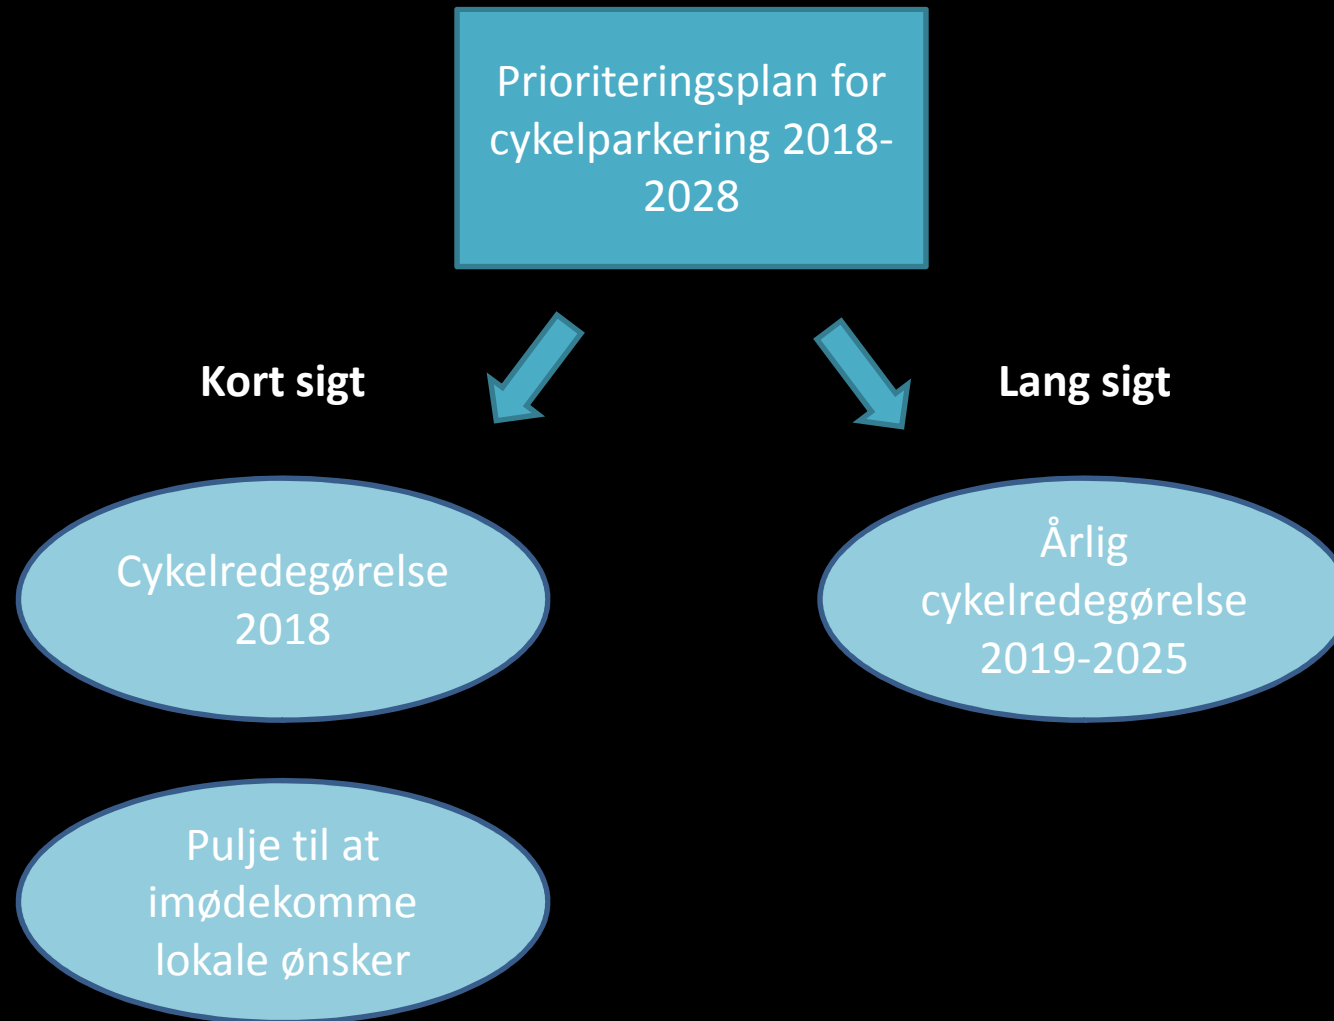 Prioriteringsplan for
cykelparkering 2018-
2028
Kort sigt
Lang sigt
Cykelredegørelse
2018
Årlig
cykelredegørelse
2019-2025
Pulje til at
imødekomme
lokale ønsker